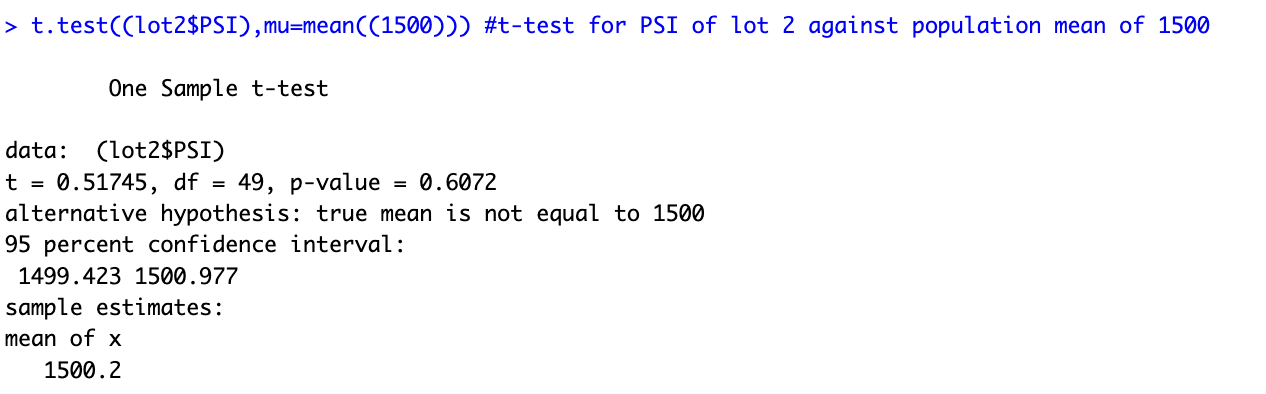 > t.test((lot2$PSI),mu=mean((1500))) #t-test for PSI of lot 2 against population mean of 1500
One Sample t-test
data:  (lot2$PSI)
t = 0.51745, df = 49, p-value = 0.6072
alternative hypothesis: true mean is not equal to 1500
95 percent confidence interval:
1499.423 1500.977
sample estimates:
mean of x
1500.2